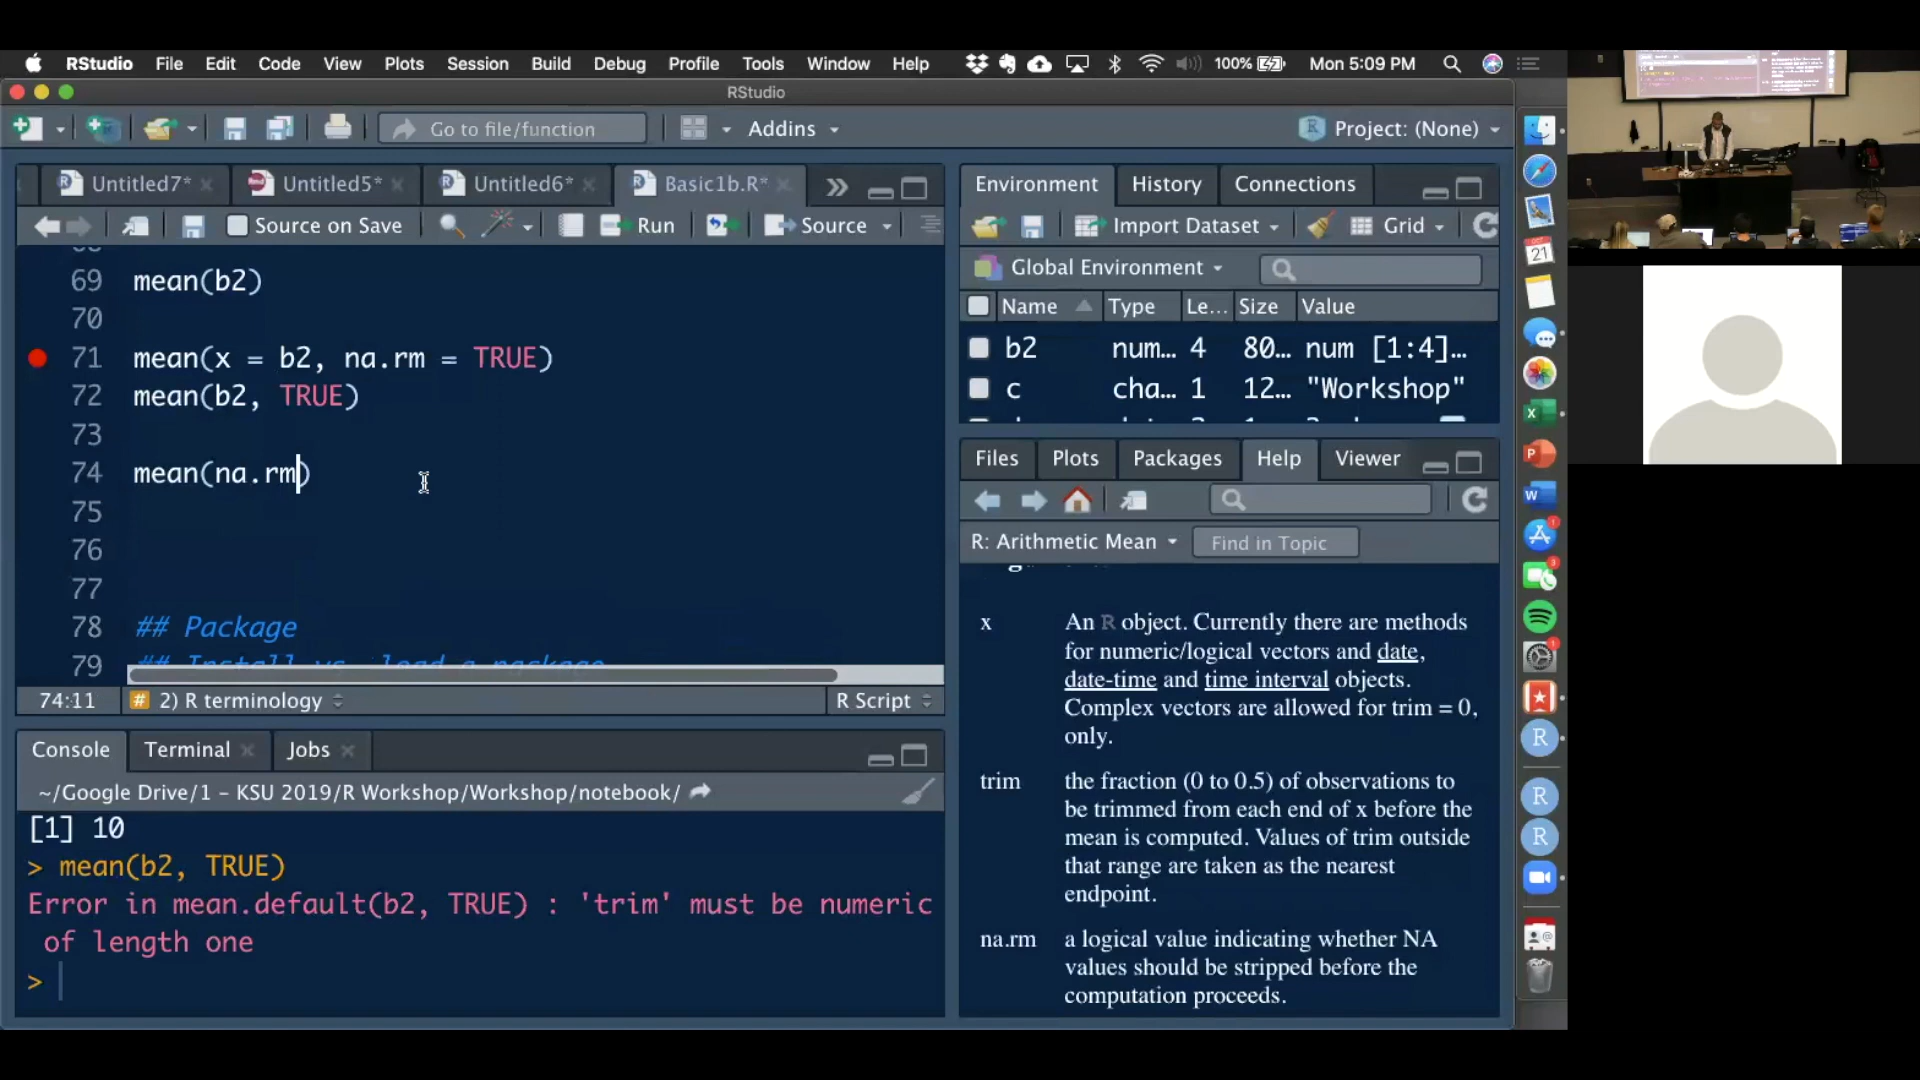 RStudio File Edit Code View Plots Session Build Debug Profile Tools Window Help 100% Mon 5:09 PM
RStudio
Go to file/function Addins Project: (None)
Untitled7* Untitled5* Untitled6* Basic1b.R*
Source on Save Run Source
69 mean(b2)
70
71 mean(x = b2, na.rm = TRUE)
72 mean(b2, TRUE)
73
74 mean(na.rm)
75
76
77
78 ## Package
79 ## Install vs. load a package
74:11 # 2) R terminology R Script
Console Terminal Jobs
~/Google Drive/1 - KSU 2019/R Workshop/Workshop/notebook/
[1] 10
> mean(b2, TRUE)
Error in mean.default(b2, TRUE) : 'trim' must be numeric
of length one
>
Environment History Connections
Import Dataset Grid
Global Environment
Name Type Le... Size Value
b2 num... 4 80... num [1:4]...
c cha... 1 12... "Workshop"
Files Plots Packages Help Viewer
R: Arithmetic Mean Find in Topic
x An R object. Currently there are methods
for numeric/logical vectors and date,
date-time and time interval objects.
Complex vectors are allowed for trim = 0,
only.
trim the fraction (0 to 0.5) of observations to
be trimmed from each end of x before the
mean is computed. Values of trim outside
that range are taken as the nearest
endpoint.
na.rm a logical value indicating whether NA
values should be stripped before the
computation proceeds.
OCT
21